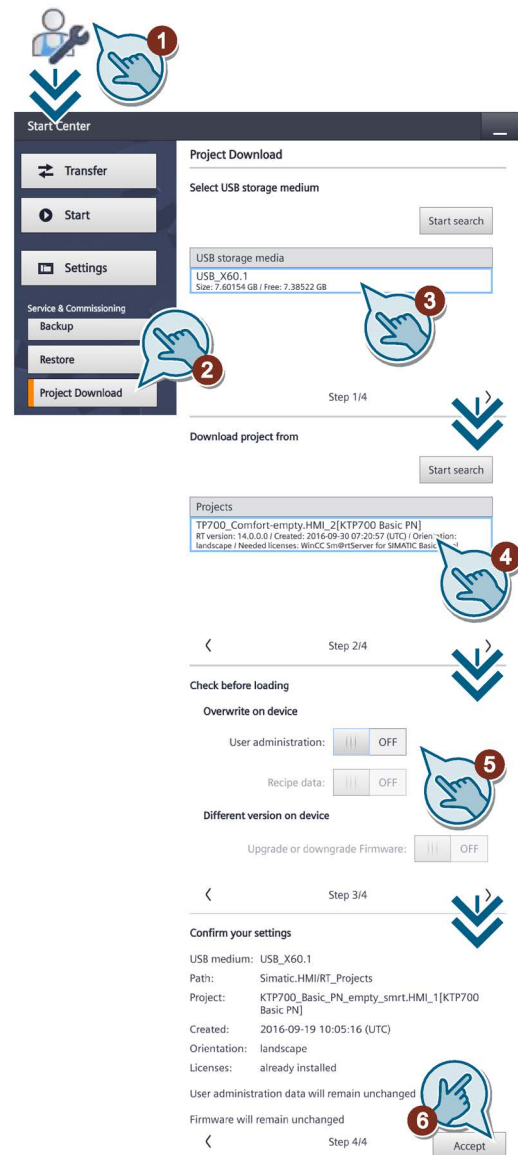 1
Start Center
Transfer
Start
Settings
Service & Commissioning
Backup
Restore
2
Project Download
Project Download
Select USB storage medium
Start search
USB storage media
USB_X60.1
Size: 7.60154 GB / Free: 7.38522 GB
3
Step 1/4
Download project from
Start search
Projects
TP700_Comfort-empty.HMI_2[KTP700 Basic PN]
RT version: 14.0.0.0 / Created: 2016-09-30 07:20:57 (UTC) /
landscape / Needed licenses: WinCC Sm@rtServer for SIMATIC Basic
4
Step 2/4
Check before loading
Overwrite on device
User administration: OFF
5
Recipe data: OFF
Different version on device
Upgrade or downgrade Firmware: OFF
Step 3/4
Confirm your settings
USB medium: USB_X60.1
Path: Simatic.HMI/RT_Projects
Project: KTP700_Basic_PN_empty_smrt.HMI_1[KTP700
Basic PN]
Created: 2016-09-19 10:05:16 (UTC)
Orientation: landscape
Licenses: already installed
User administration data will remain unchanged
Firmware will remain unchanged
6
Step 4/4
Accept